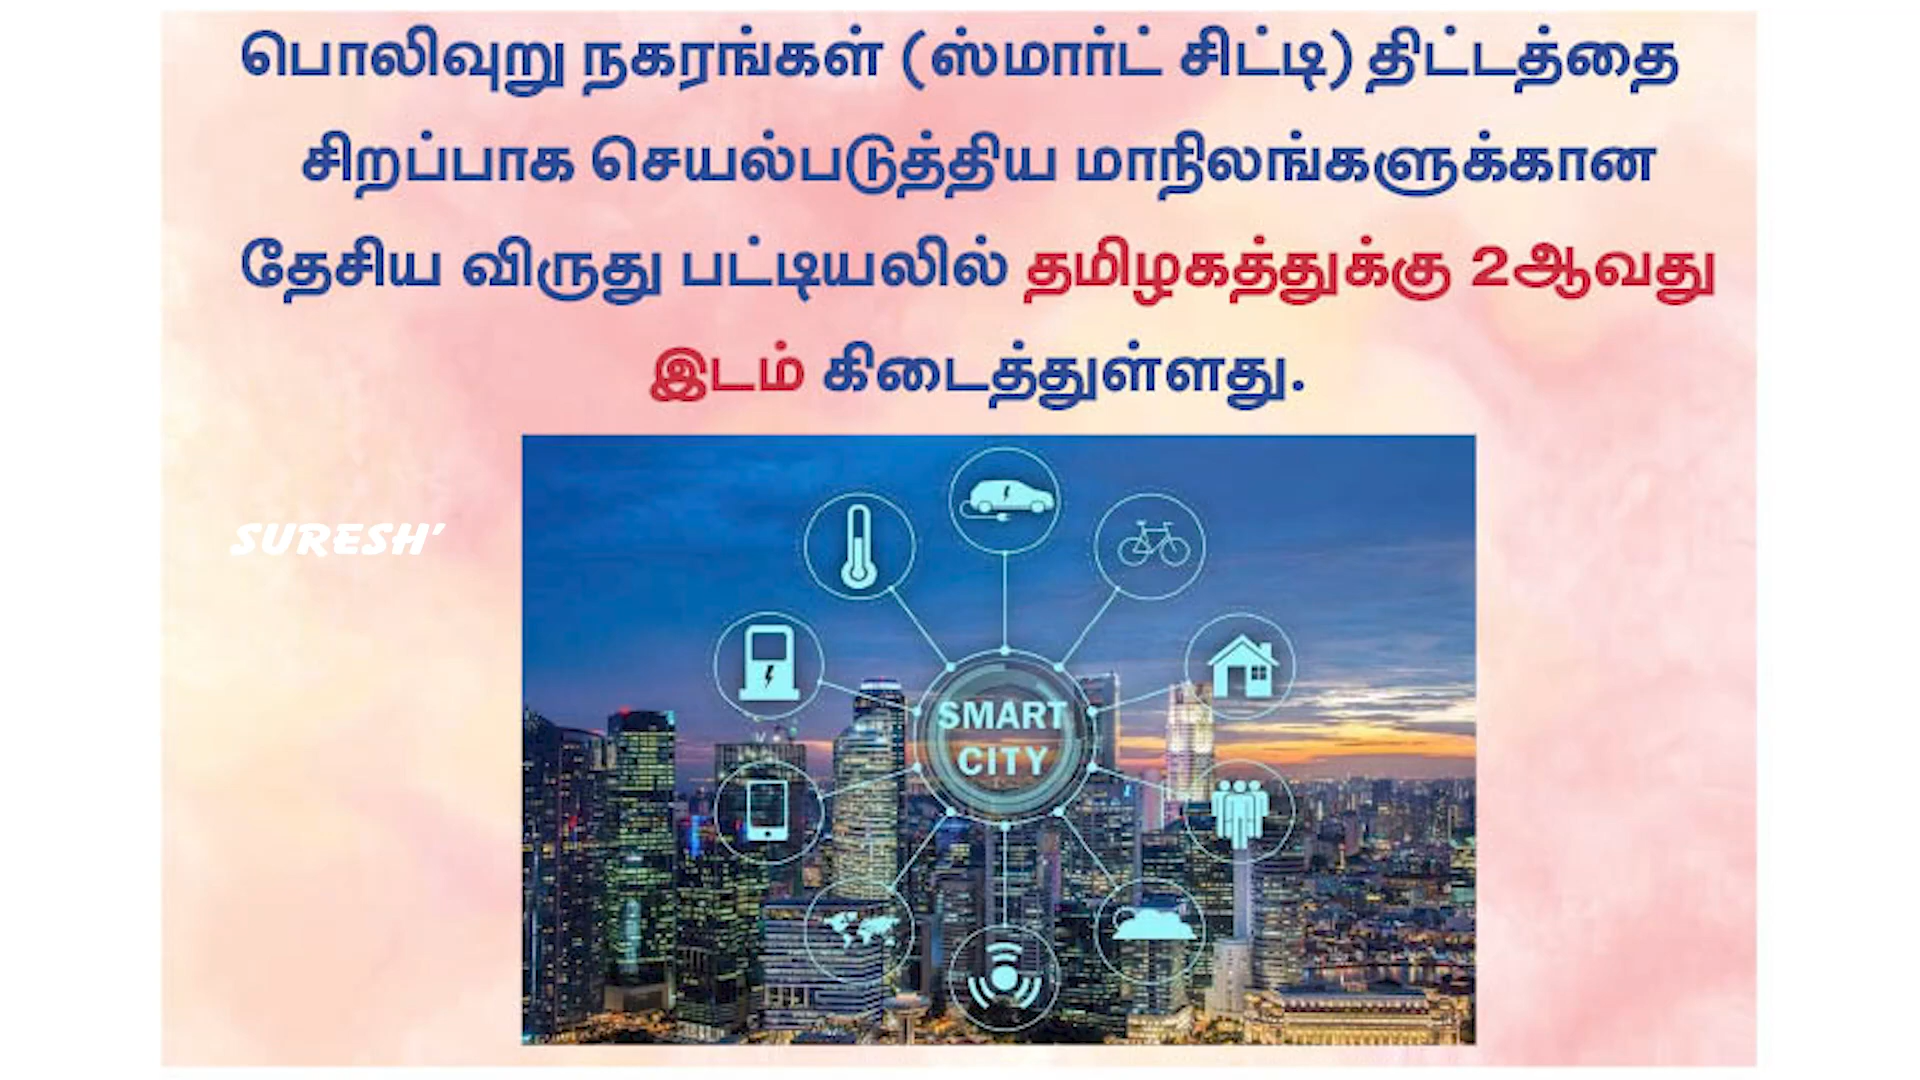 பொலிவுறு நகரங்கள் (ஸ்மார்ட் சிட்டி) திட்டத்தை
சிறப்பாக செயல்படுத்திய மாநிலங்களுக்கான
தேசிய விருது பட்டியலில் தமிழகத்துக்கு 2ஆவது
இடம் கிடைத்துள்ளது.
SURESH'
SMART
CITY